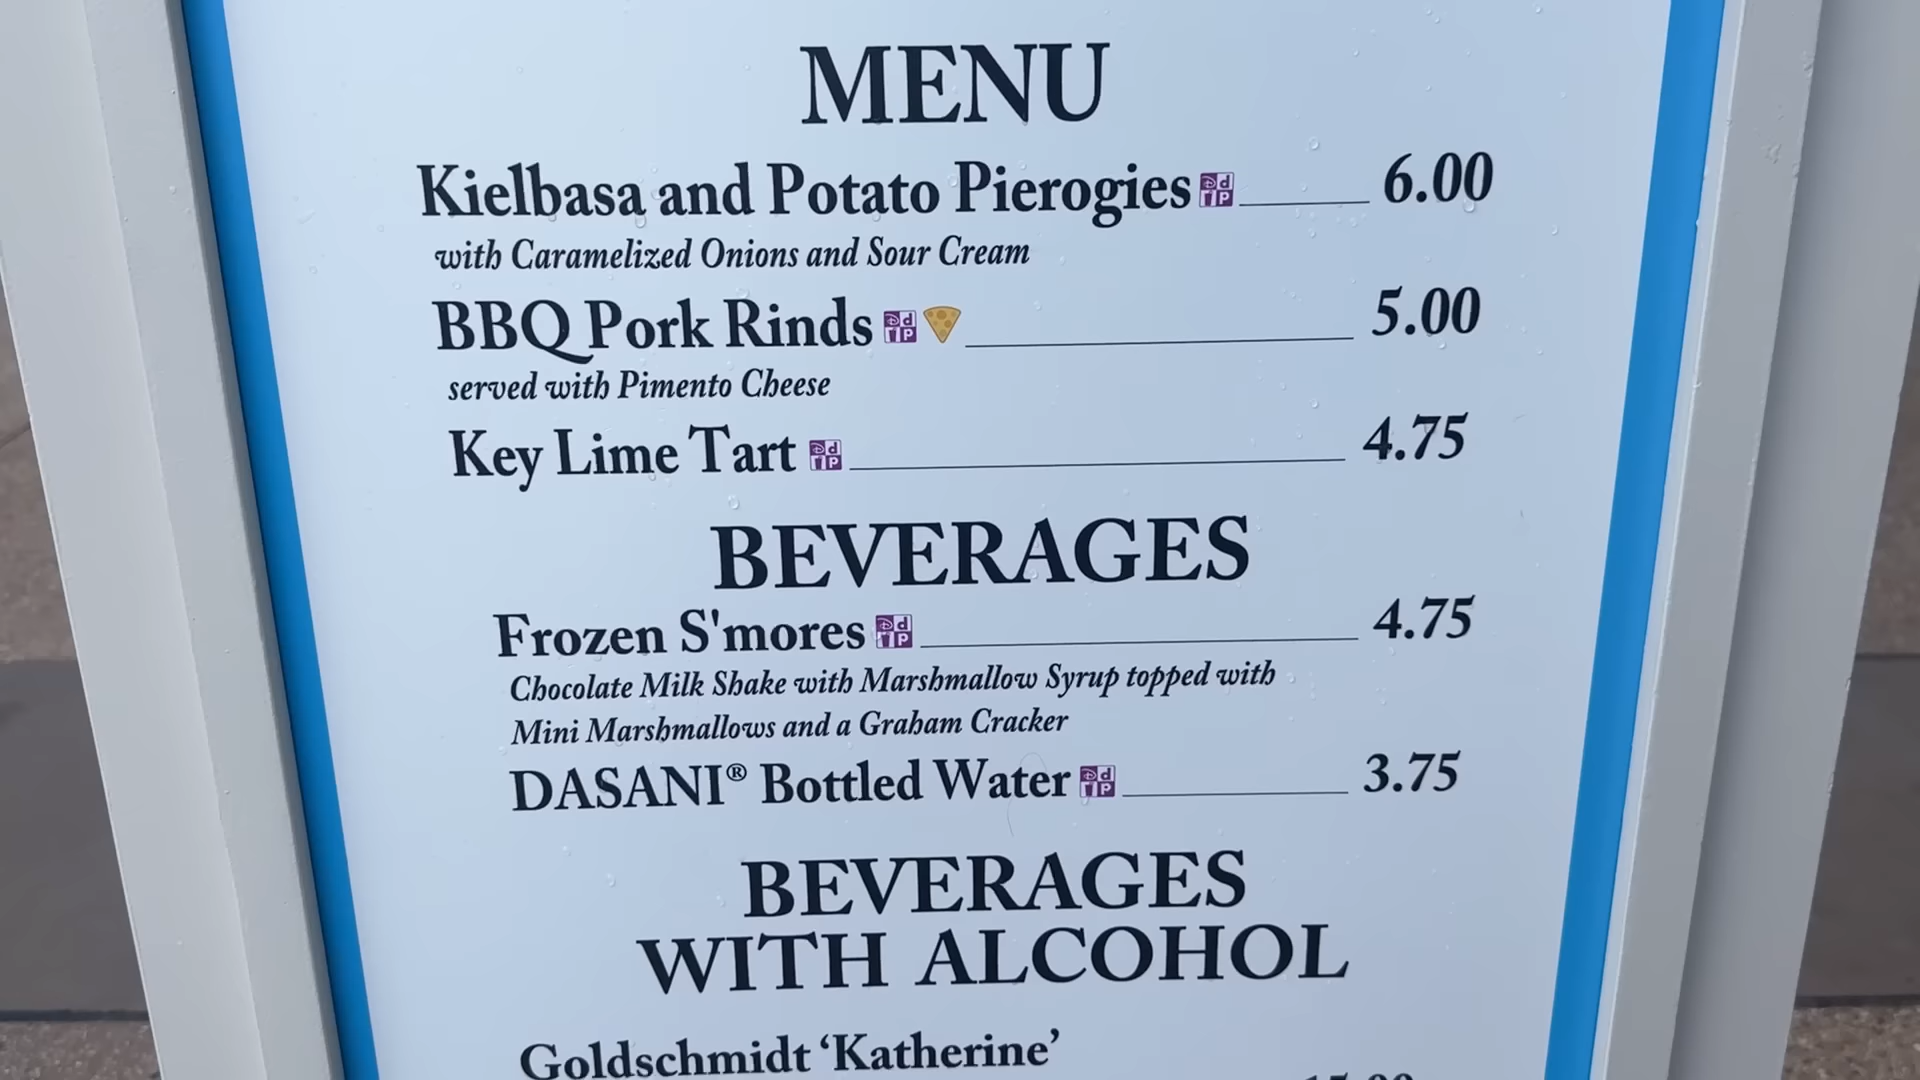 MENU
Kielbasa and Potato Pierogies 6.00
with Caramelized Onions and Sour Cream
BBQ Pork Rinds 5.00
served with Pimento Cheese
Key Lime Tart 4.75
BEVERAGES
Frozen S'mores 4.75
Chocolate Milk Shake with Marshmallow Syrup topped with
Mini Marshmallows and a Graham Cracker
DASANI® Bottled Water 3.75
BEVERAGES
WITH ALCOHOL
Goldschmidt ‘Katherine’